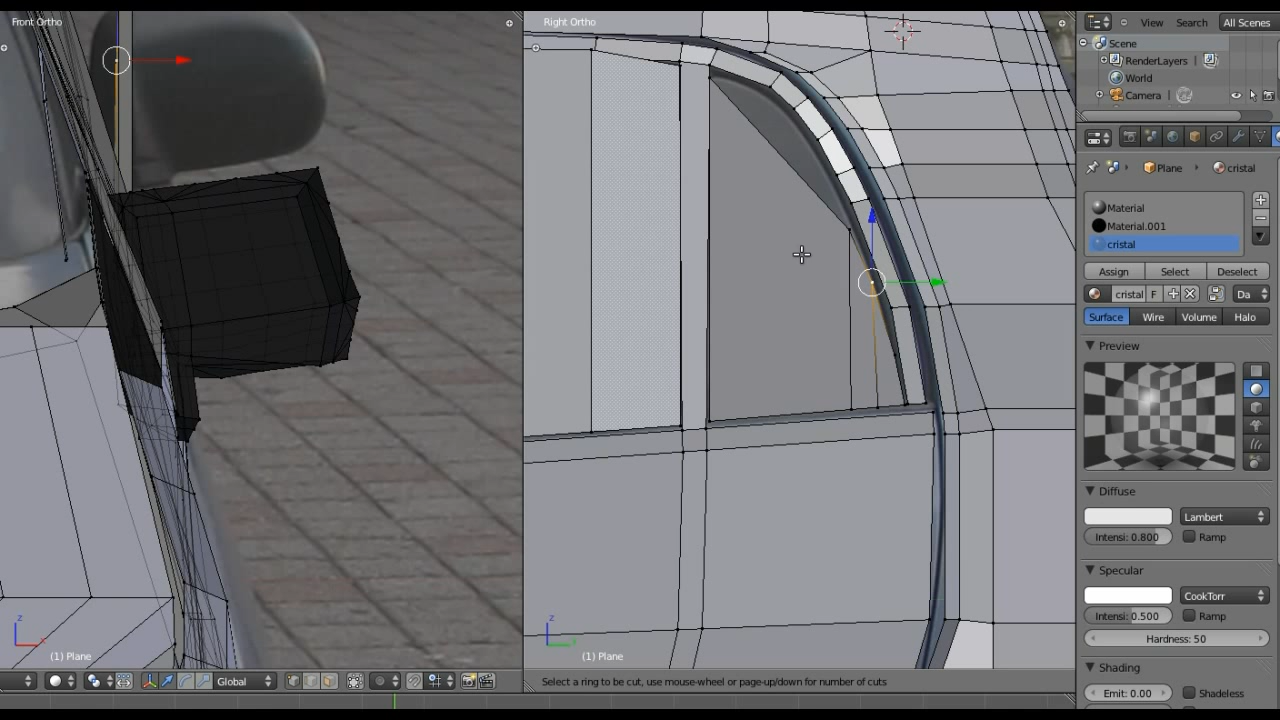 Front Ortho
Right Ortho
View Search All Scenes
Scene
RenderLayers
World
Camera
Plane cristal
Material
Material.001
cristal
Assign Select Deselect
cristal F Da
Surface Wire Volume Halo
Preview
Diffuse
Lambert
Intensi: 0.800 Ramp
Specular
CookTorr
Intensi: 0.500 Ramp
Hardness: 50
Shading
Emit: 0.00 Shadeless
z
x
(1) Plane
z
(1) Plane
Global
Select a ring to be cut, use mouse-wheel or page-up/down for number of cuts